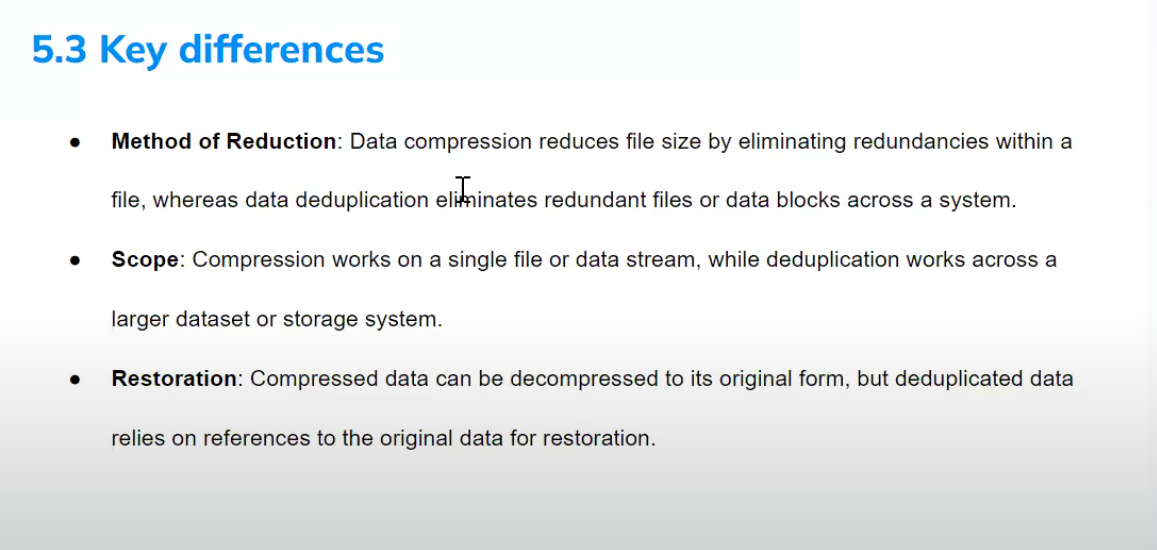 5.3 Key differences
● Method of Reduction: Data compression reduces file size by eliminating redundancies within a
file, whereas data deduplication eliminates redundant files or data blocks across a system.
● Scope: Compression works on a single file or data stream, while deduplication works across a
larger dataset or storage system.
● Restoration: Compressed data can be decompressed to its original form, but deduplicated data
relies on references to the original data for restoration.